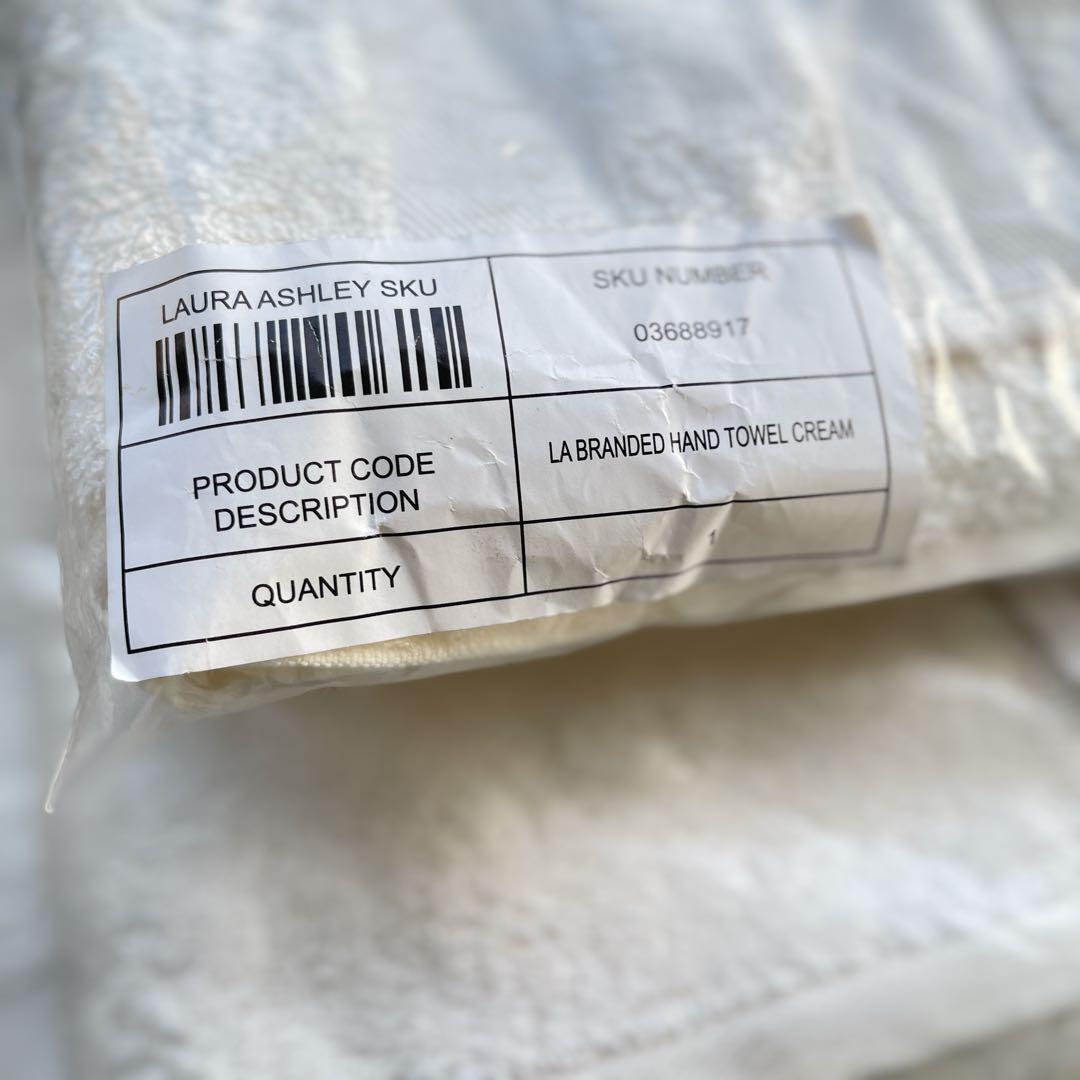 LAURA ASHLEY SKU
SKU NUMBER
03688917
PRODUCT CODE
DESCRIPTION
LA BRANDED HAND TOWEL CREAM
QUANTITY
1